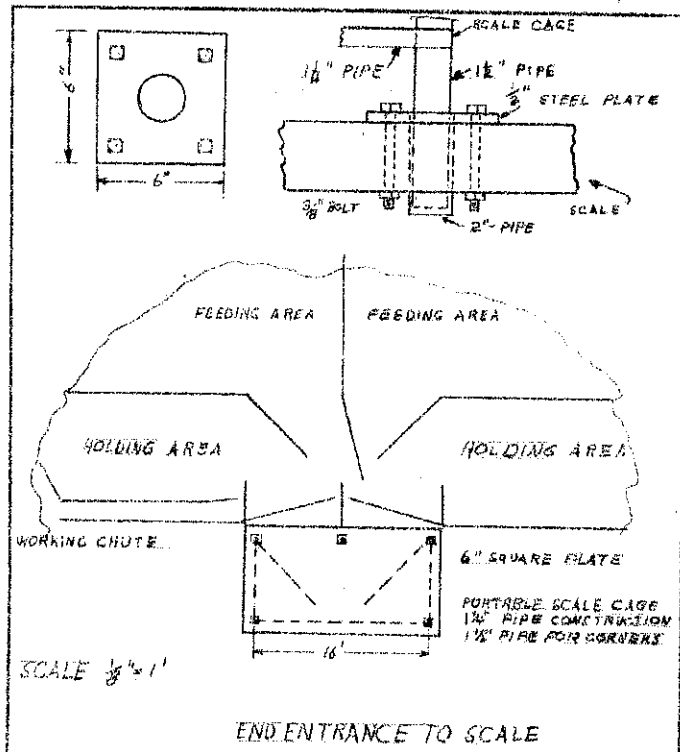 SCALE CAGE
1¼" PIPE
1½" PIPE
½" STEEL PLATE
6"
6"
⅝" BOLT
2" PIPE
SCALE
FEEDING AREA
FEEDING AREA
HOLDING AREA
HOLDING AREA
WORKING CHUTE
6" SQUARE PLATE
PORTABLE SCALE CAGE
1¼" PIPE CONSTRUCTION
1½" PIPE FOR CORNERS
16'
SCALE ⅛"=1'
END ENTRANCE TO SCALE